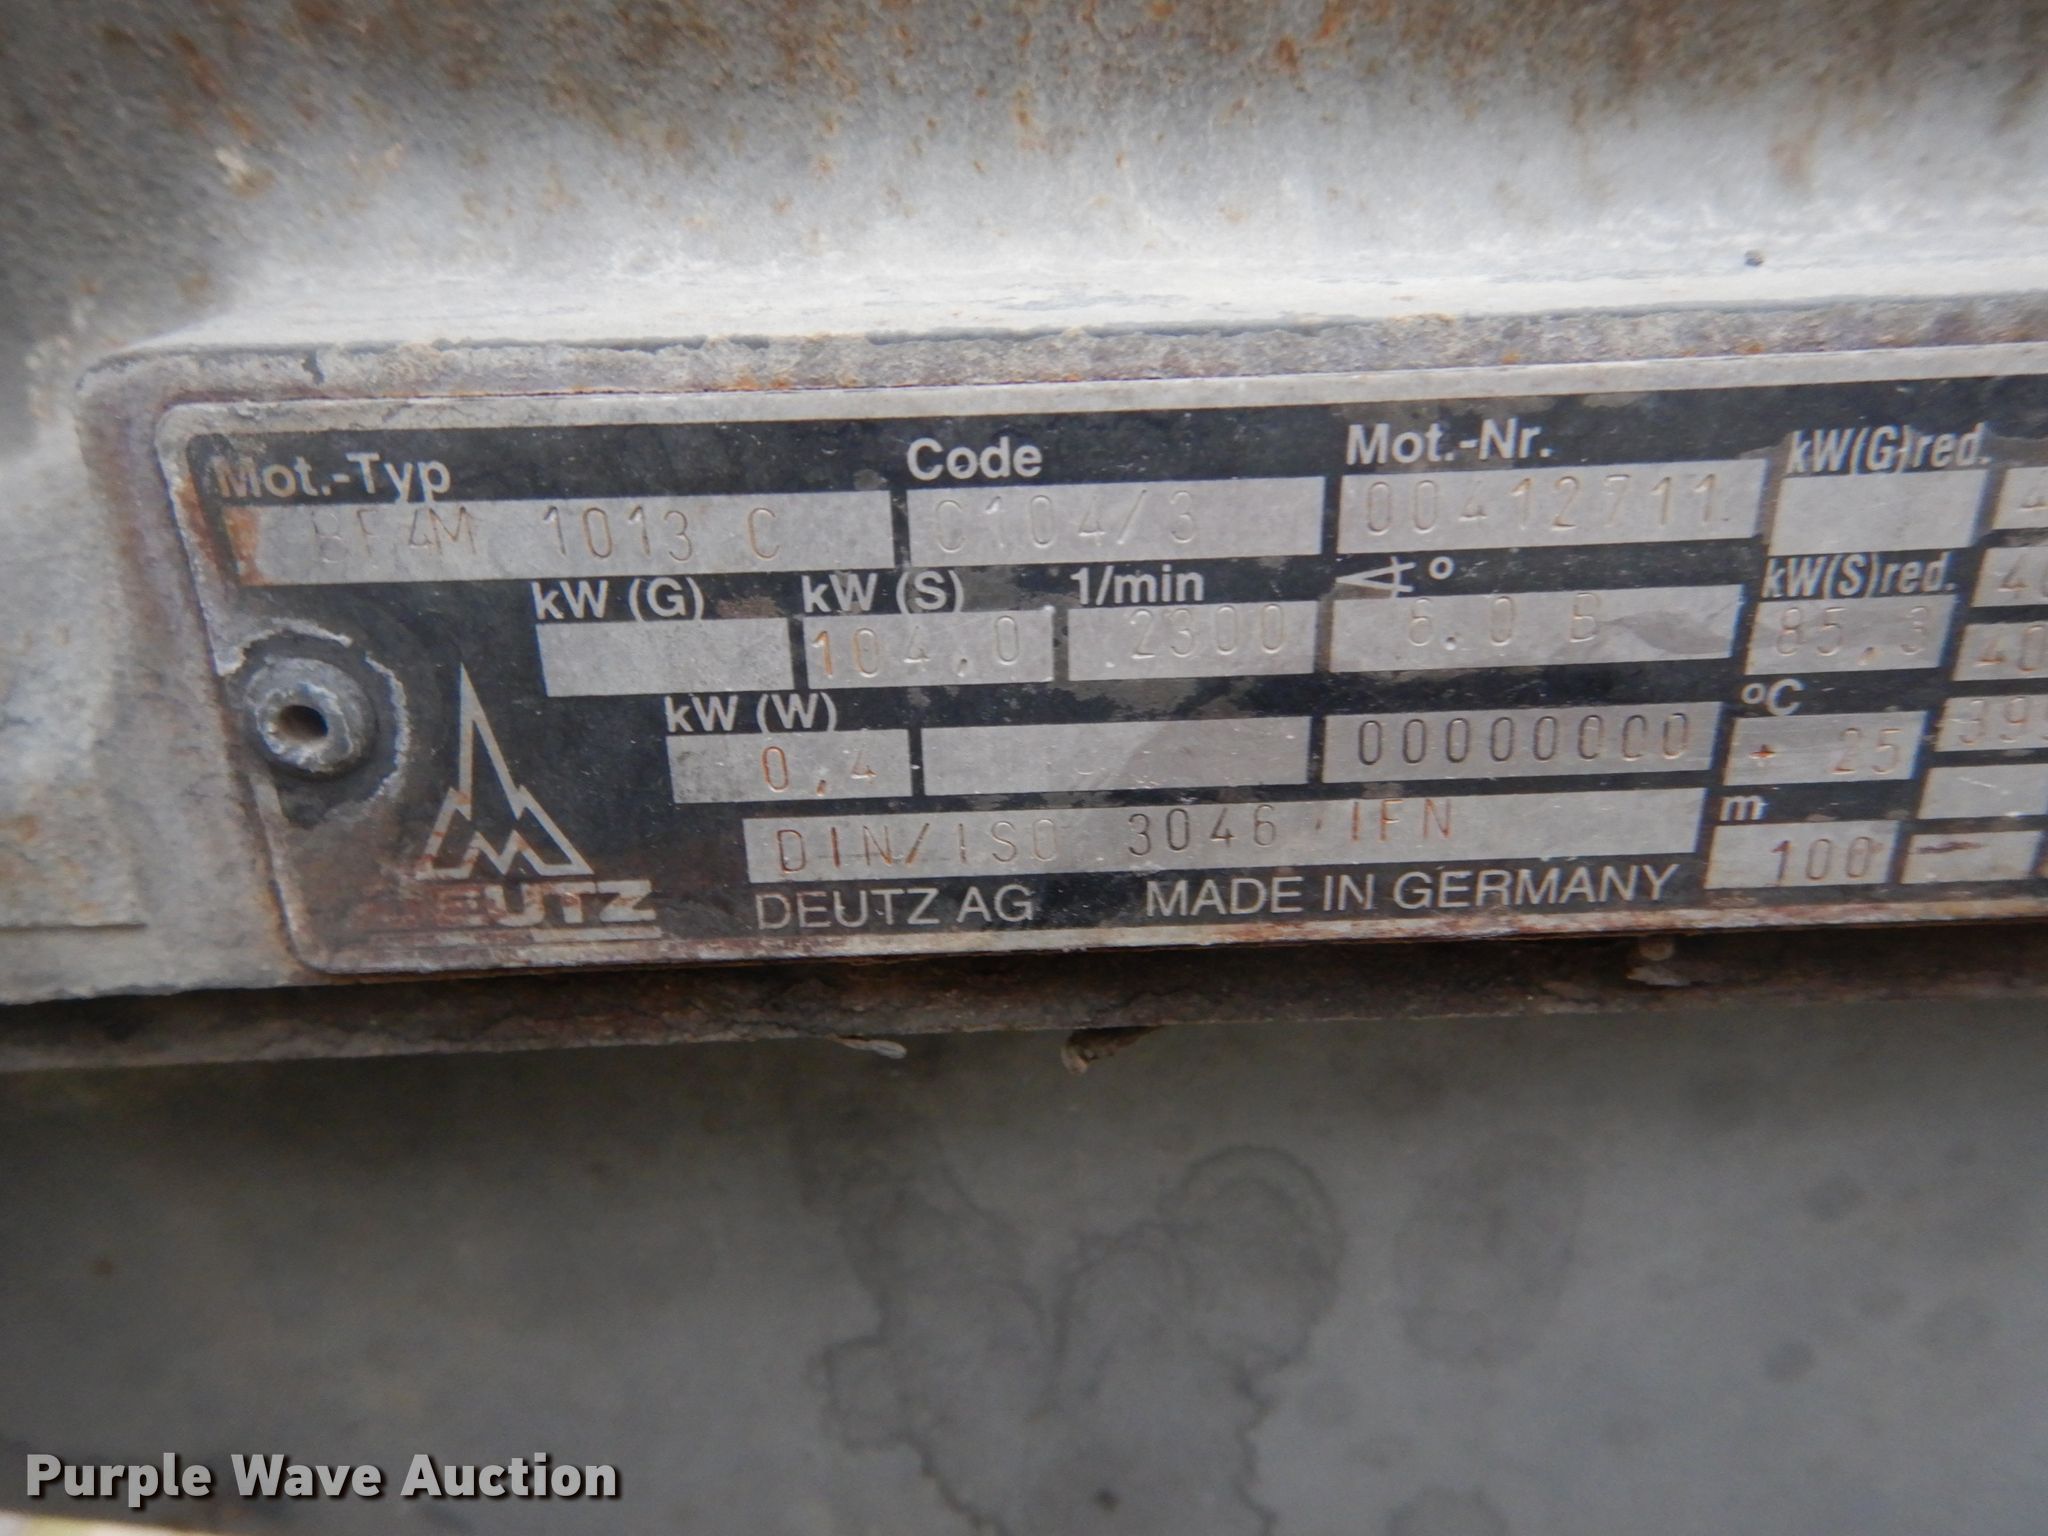 Mot.-Typ Code Mot.-Nr. kW(G)red.
BF4M 1013 C C104/3 00412711
kW (G) kW (S) 1/min ∢° kW(S)red.
104,0 2300 6.0 B 85,3
kW (W) °C
0,4 00000000 + 25
m
DIN/ISO 3046 IFN 100 —
DEUTZ
DEUTZ AG MADE IN GERMANY
Purple Wave Auction